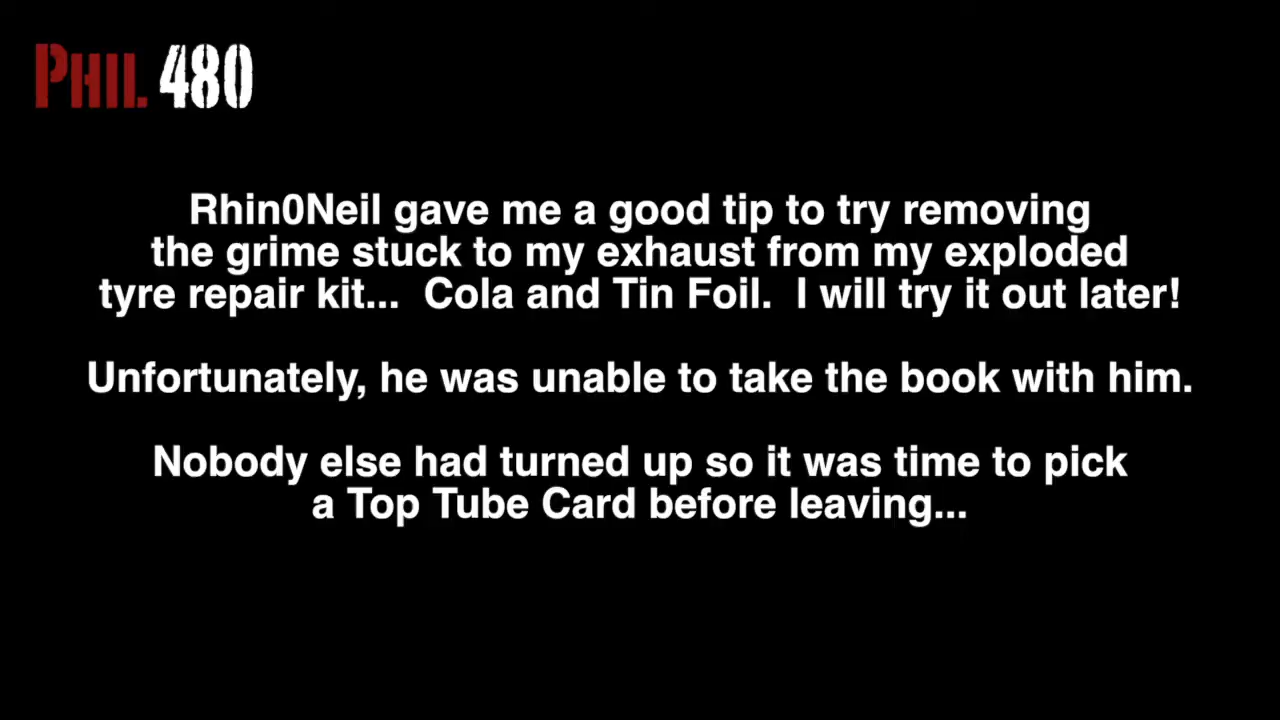 PHIL 480
Rhin0Neil gave me a good tip to try removing
the grime stuck to my exhaust from my exploded
tyre repair kit...  Cola and Tin Foil.  I will try it out later!
Unfortunately, he was unable to take the book with him.
Nobody else had turned up so it was time to pick
a Top Tube Card before leaving...